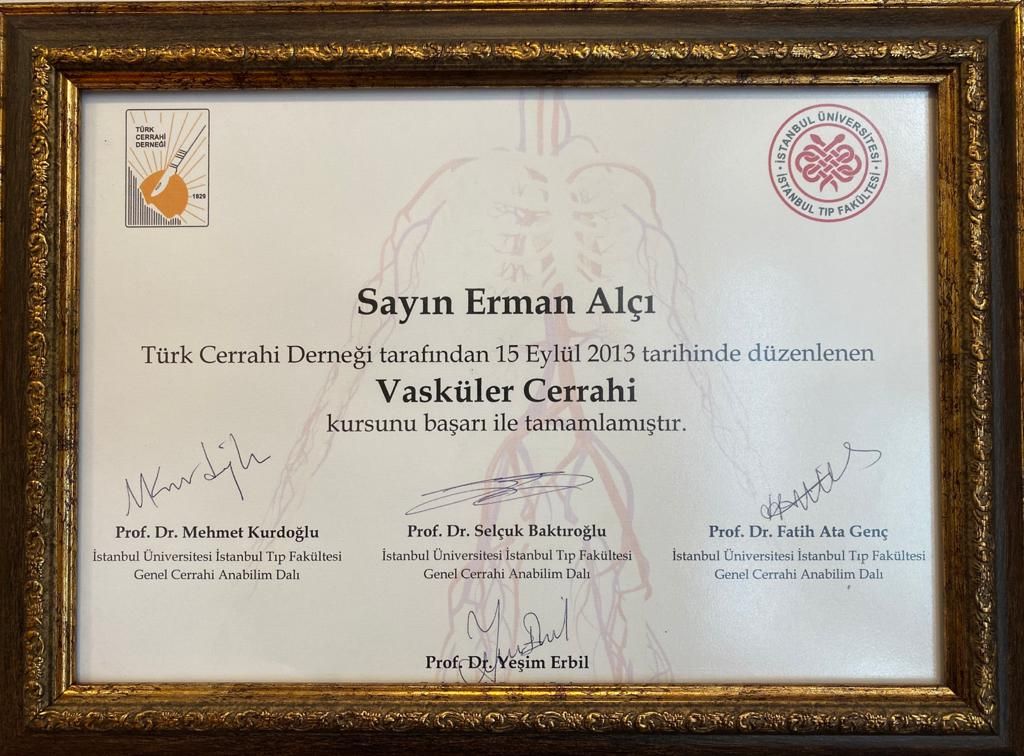 TÜRK
CERRAHİ
DERNEĞİ
1929
İSTANBUL ÜNİVERSİTESİ
İSTANBUL TIP FAKÜLTESİ
Sayın Erman Alçı
Türk Cerrahi Derneği tarafından 15 Eylül 2013 tarihinde düzenlenen
Vasküler Cerrahi
kursunu başarı ile tamamlamıştır.
Prof. Dr. Mehmet Kurdoğlu
İstanbul Üniversitesi İstanbul Tıp Fakültesi
Genel Cerrahi Anabilim Dalı
Prof. Dr. Selçuk Baktıroğlu
İstanbul Üniversitesi İstanbul Tıp Fakültesi
Genel Cerrahi Anabilim Dalı
Prof. Dr. Fatih Ata Genç
İstanbul Üniversitesi İstanbul Tıp Fakültesi
Genel Cerrahi Anabilim Dalı
Prof. Dr. Yeşim Erbil